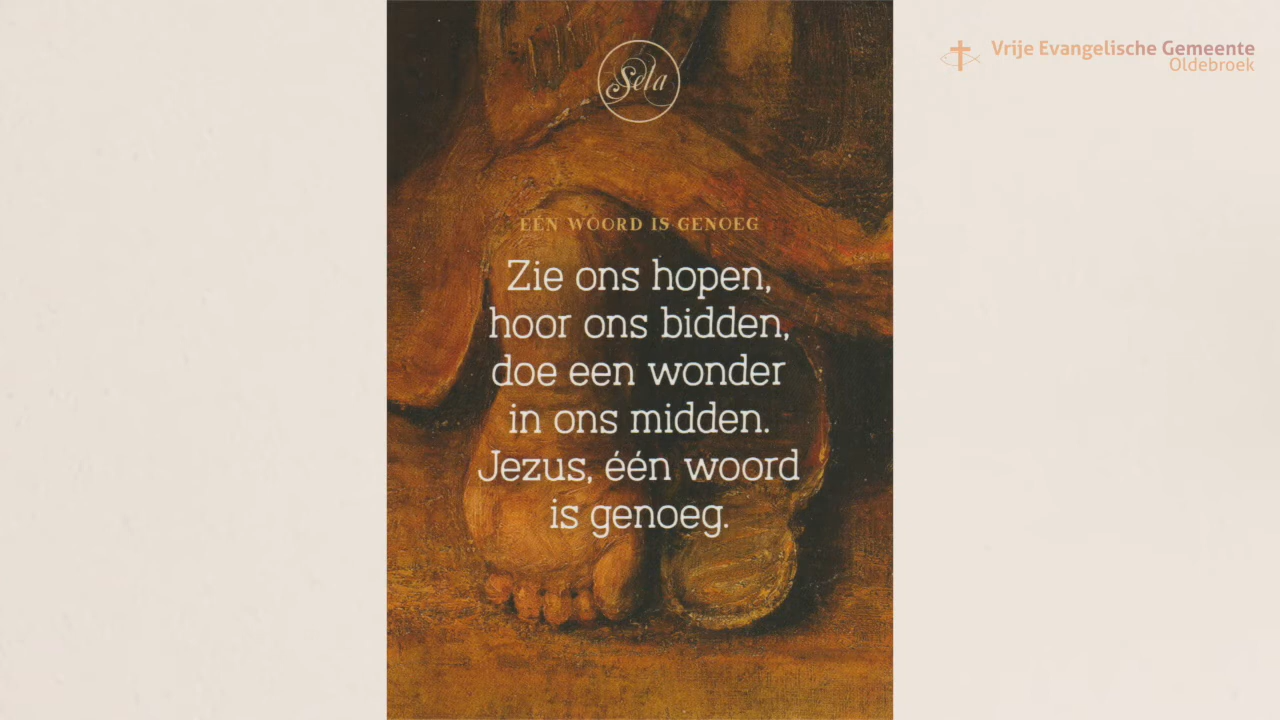 Vrije Evangelische Gemeente
Oldebroek
Sela
EÉN WOORD IS GENOEG
Zie ons hopen,
hoor ons bidden,
doe een wonder
in ons midden.
Jezus, één woord
is genoeg.